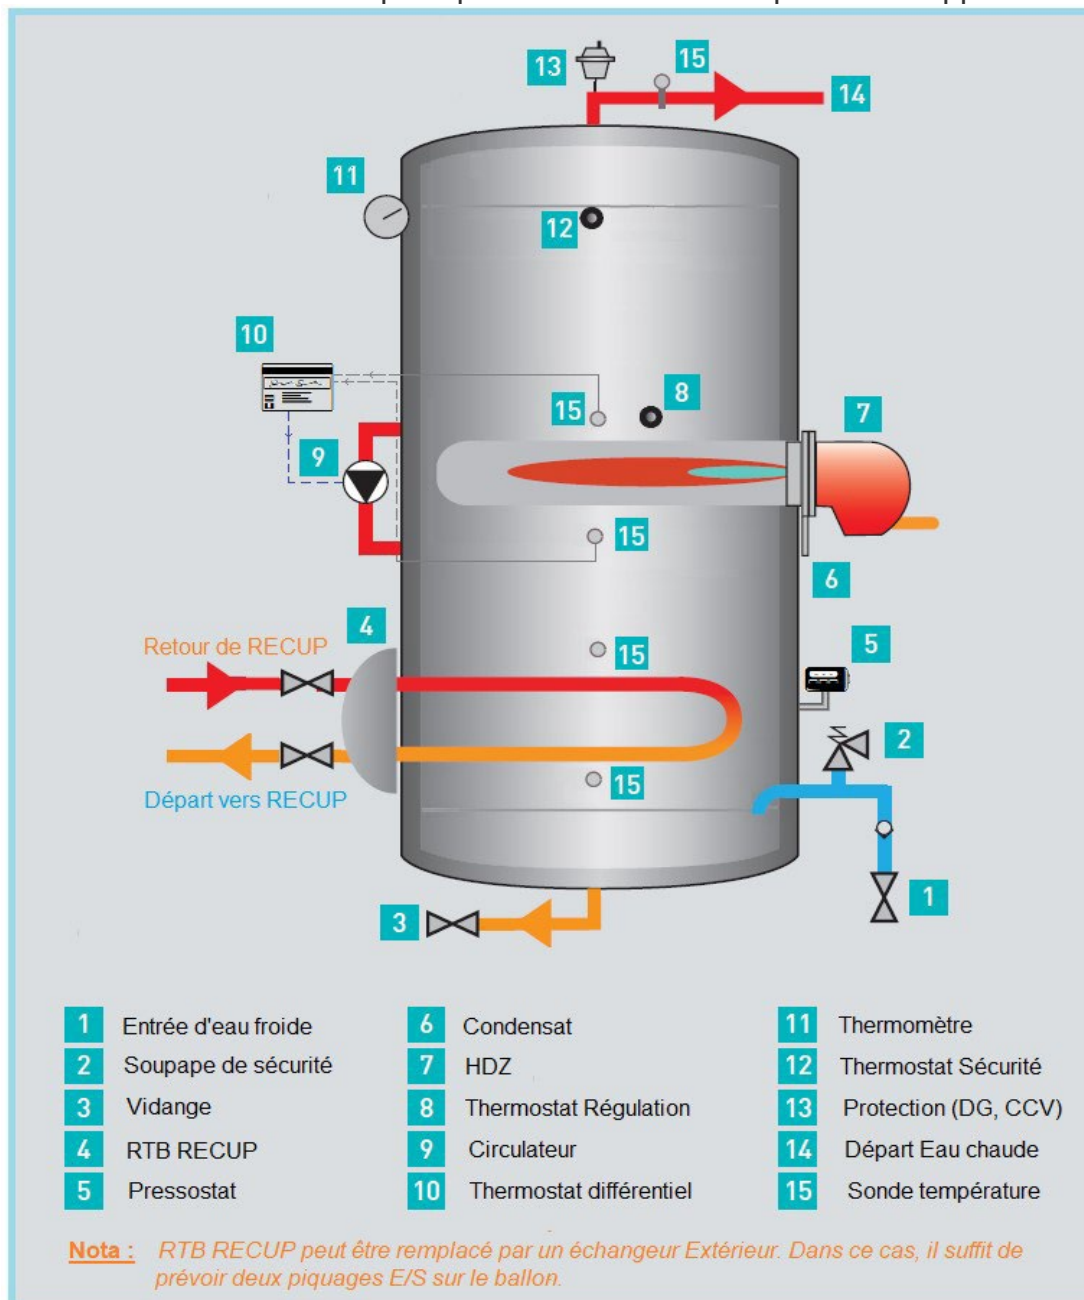 13
15
14
11
12
10
15
8
7
9
15
6
Retour de RECUP
4
15
5
2
Départ vers RECUP
15
3
1
1 Entrée d'eau froide
2 Soupape de sécurité
3 Vidange
4 RTB RECUP
5 Pressostat
6 Condensat
7 HDZ
8 Thermostat Régulation
9 Circulateur
10 Thermostat différentiel
11 Thermomètre
12 Thermostat Sécurité
13 Protection (DG, CCV)
14 Départ Eau chaude
15 Sonde température
Nota : RTB RECUP peut être remplacé par un échangeur Extérieur. Dans ce cas, il suffit de
prévoir deux piquages E/S sur le ballon.